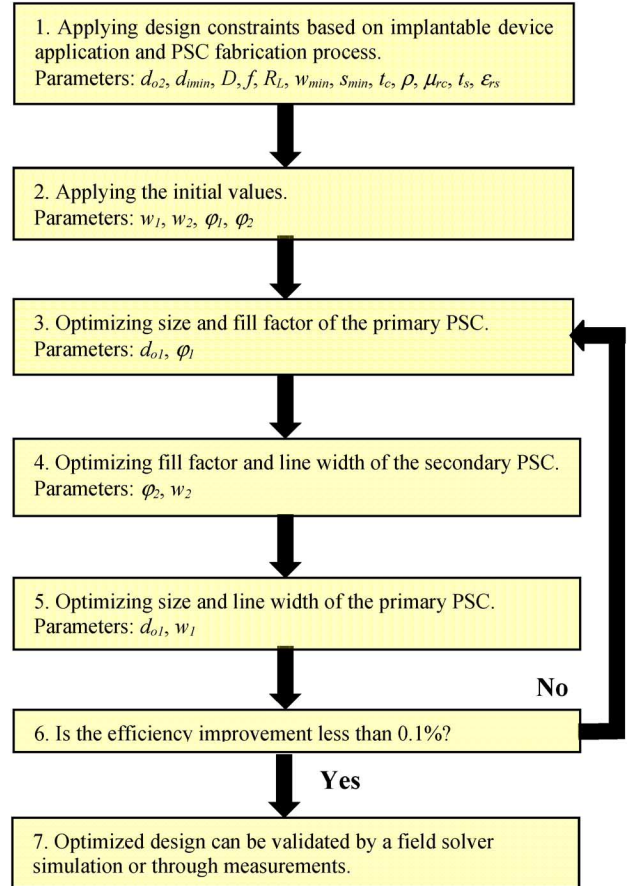 1. Applying design constraints based on implantable device
application and PSC fabrication process.
Parameters: do2, dimin, D, f, RL, wmin, smin, tc, ρ, μrc, ts, εrs
2. Applying the initial values.
Parameters: w1, w2, φ1, φ2
3. Optimizing size and fill factor of the primary PSC.
Parameters: do1, φ1
4. Optimizing fill factor and line width of the secondary PSC.
Parameters: φ2, w2
5. Optimizing size and line width of the primary PSC.
Parameters: do1, w1
No
6. Is the efficiency improvement less than 0.1%?
Yes
7. Optimized design can be validated by a field solver
simulation or through measurements.